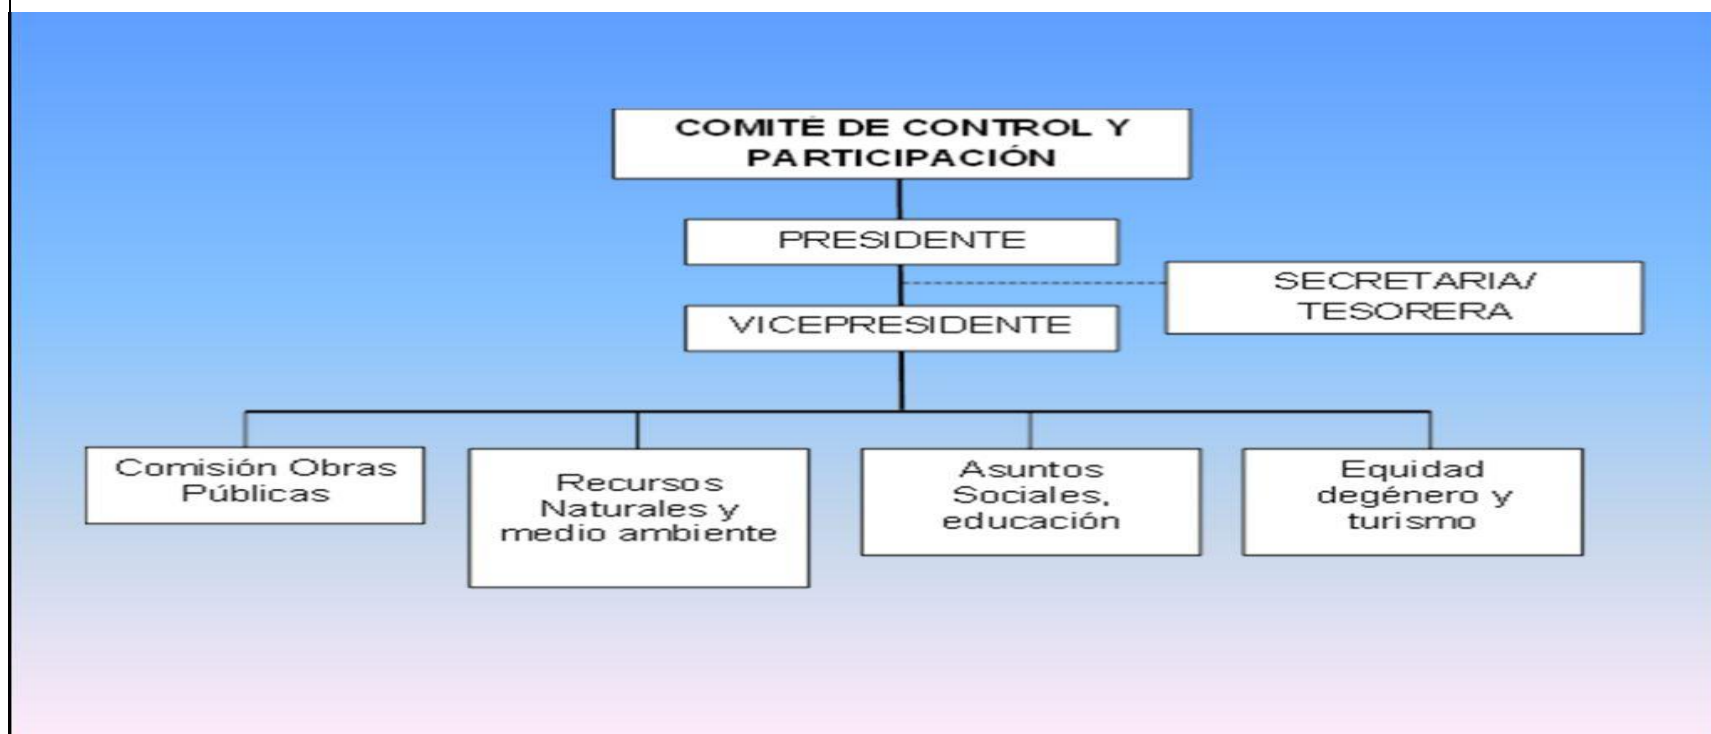 COMITÉ DE CONTROL Y
PARTICIPACIÓN
PRESIDENTE
SECRETARIA/
TESORERA
VICEPRESIDENTE
Comisión Obras
Públicas
Recursos
Naturales y
medio ambiente
Asuntos
Sociales,
educación
Equidad
degénero y
turismo